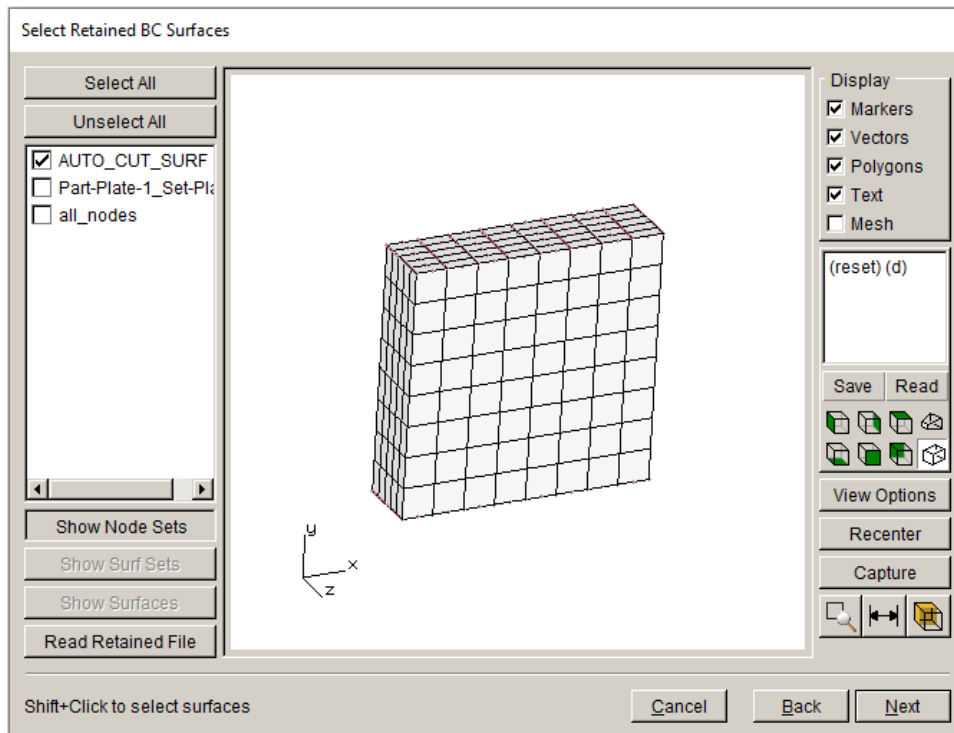 Select Retained BC Surfaces
Select All
Unselect All
AUTO_CUT_SURF
Part-Plate-1_Set-Pla
all_nodes
Show Node Sets
Show Surf Sets
Show Surfaces
Read Retained File
y
x
z
Display
Markers
Vectors
Polygons
Text
Mesh
(reset) (d)
Save Read
View Options
Recenter
Capture
Shift+Click to select surfaces
Cancel Back Next